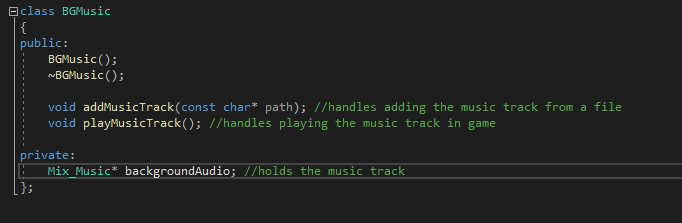 class BGMusic
{
public:
BGMusic();
~BGMusic();
void addMusicTrack(const char* path); //handles adding the music track from a file
void playMusicTrack(); //handles playing the music track in game
private:
Mix_Music* backgroundAudio; //holds the music track
};